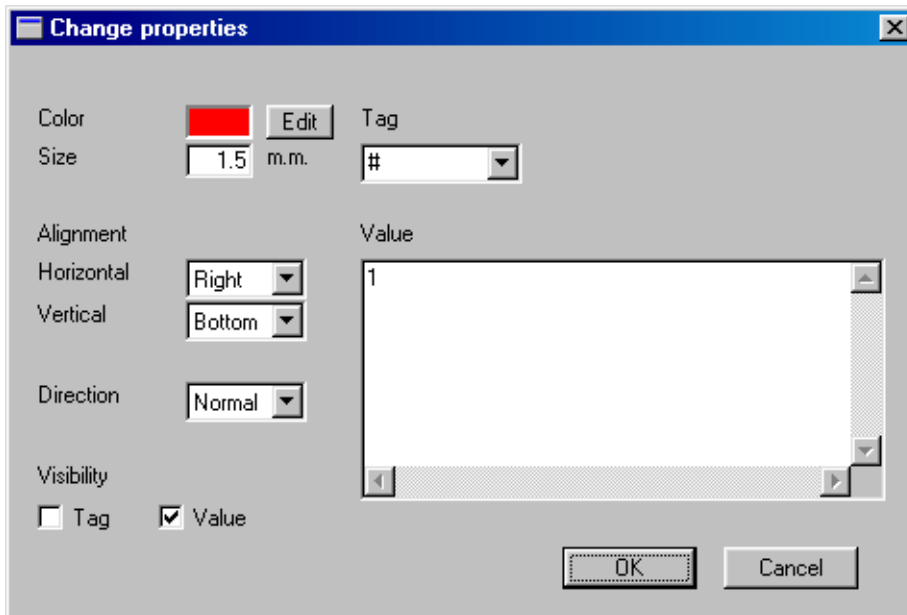 Change properties
Color Edit Tag
Size 1.5 m.m. #
Alignment Value
Horizontal Right 1
Vertical Bottom
Direction Normal
Visibility
Tag Value
OK Cancel